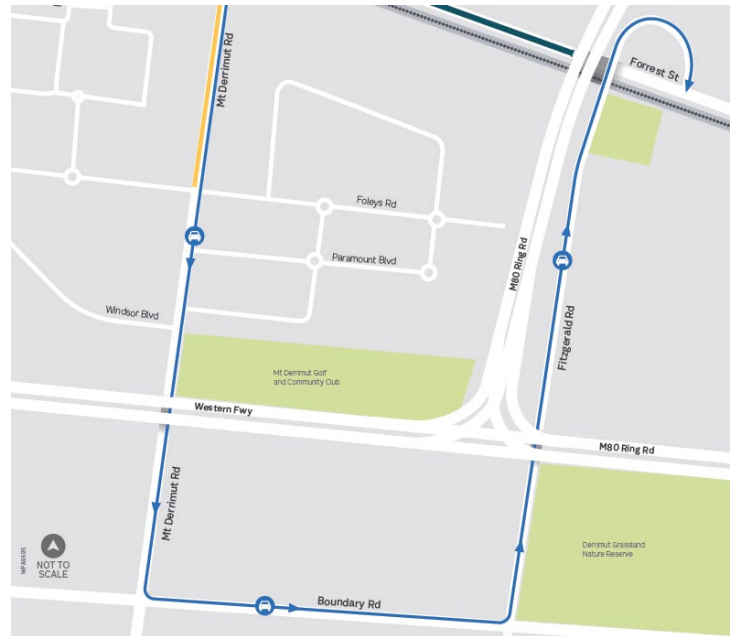 Mt Derrimut Rd
Forrest St
Foleys Rd
M80 Ring Rd
Paramount Blvd
Windsor Blvd
Fitzgerald Rd
Mt Derrimut Golf
and Community Club
Western Fwy
M80 Ring Rd
Mt Derrimut Rd
Derrimut Grassland
Nature Reserve
NOT TO
SCALE
Boundary Rd